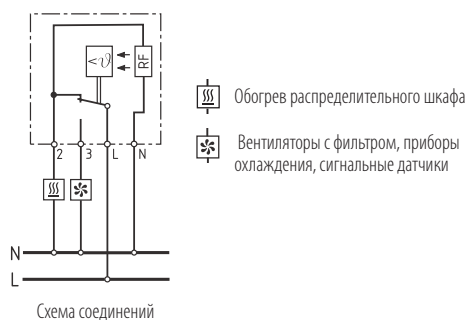 <ϑ
RF
2
3
L
N
Обогрев распределительного шкафа
Вентиляторы с фильтром, приборы
охлаждения, сигнальные датчики
N
L
Схема соединений